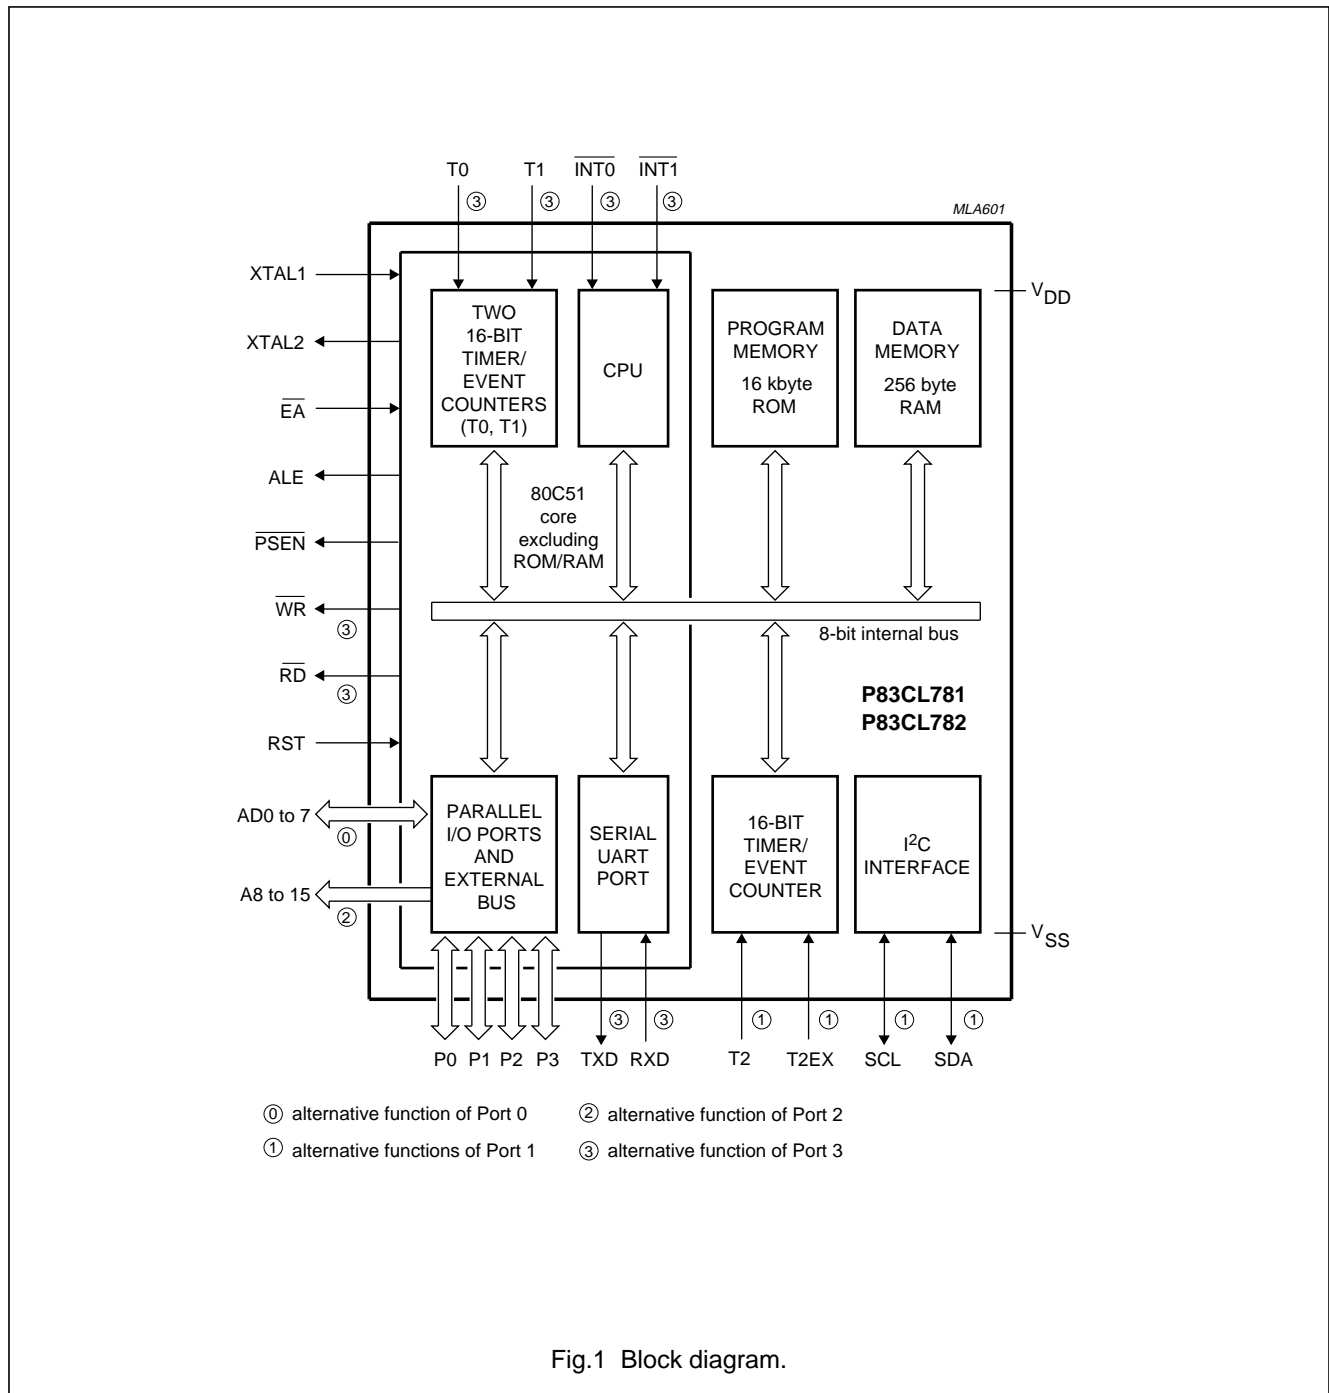 T0 T1 INT0 INT1
3 3 3 3
MLA601
XTAL1
XTAL2
EA
ALE
PSEN
WR
3
RD
3
RST
AD0 to 7
0
A8 to 15
2
TWO
16-BIT
TIMER/
EVENT
COUNTERS
(T0, T1)
CPU
PROGRAM
MEMORY
16 kbyte
ROM
DATA
MEMORY
256 byte
RAM
VDD
80C51
core
excluding
ROM/RAM
8-bit internal bus
P83CL781
P83CL782
PARALLEL
I/O PORTS
AND
EXTERNAL
BUS
SERIAL
UART
PORT
16-BIT
TIMER/
EVENT
COUNTER
I2C
INTERFACE
VSS
3 3 1 1 1 1
P0 P1 P2 P3 TXD RXD T2 T2EX SCL SDA
0 alternative function of Port 0 2 alternative function of Port 2
1 alternative functions of Port 1 3 alternative function of Port 3
Fig.1 Block diagram.